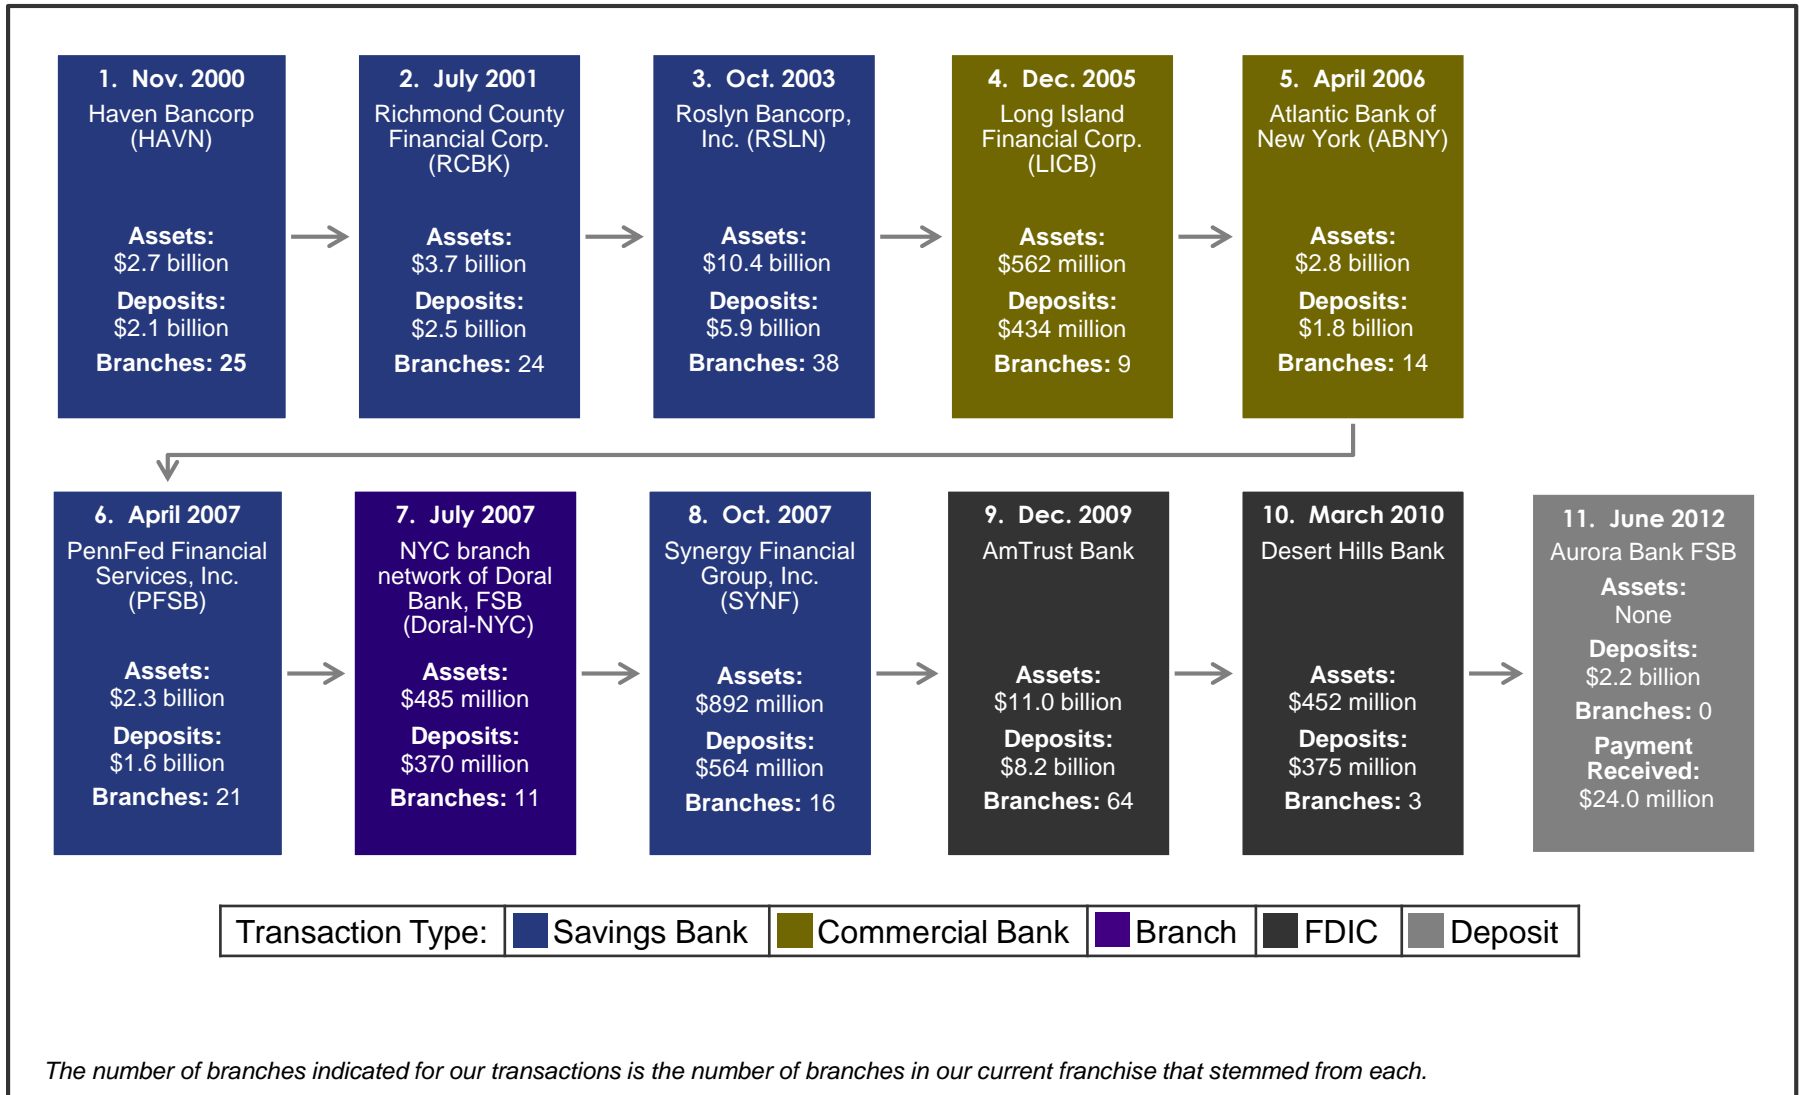 1. Nov. 2000
Haven Bancorp
(HAVN)
Assets:
$2.7 billion
Deposits:
$2.1 billion
Branches: 25
2. July 2001
Richmond County
Financial Corp.
(RCBK)
Assets:
$3.7 billion
Deposits:
$2.5 billion
Branches: 24
3. Oct. 2003
Roslyn Bancorp,
Inc. (RSLN)
Assets:
$10.4 billion
Deposits:
$5.9 billion
Branches: 38
4. Dec. 2005
Long Island
Financial Corp.
(LICB)
Assets:
$562 million
Deposits:
$434 million
Branches: 9
5. April 2006
Atlantic Bank of
New York (ABNY)
Assets:
$2.8 billion
Deposits:
$1.8 billion
Branches: 14
6. April 2007
PennFed Financial
Services, Inc.
(PFSB)
Assets:
$2.3 billion
Deposits:
$1.6 billion
Branches: 21
7. July 2007
NYC branch
network of Doral
Bank, FSB
(Doral-NYC)
Assets:
$485 million
Deposits:
$370 million
Branches: 11
8. Oct. 2007
Synergy Financial
Group, Inc.
(SYNF)
Assets:
$892 million
Deposits:
$564 million
Branches: 16
9. Dec. 2009
AmTrust Bank
Assets:
$11.0 billion
Deposits:
$8.2 billion
Branches: 64
10. March 2010
Desert Hills Bank
Assets:
$452 million
Deposits:
$375 million
Branches: 3
11. June 2012
Aurora Bank FSB
Assets:
None
Deposits:
$2.2 billion
Branches: 0
Payment
Received:
$24.0 million
Transaction Type: Savings Bank Commercial Bank Branch FDIC Deposit
The number of branches indicated for our transactions is the number of branches in our current franchise that stemmed from each.